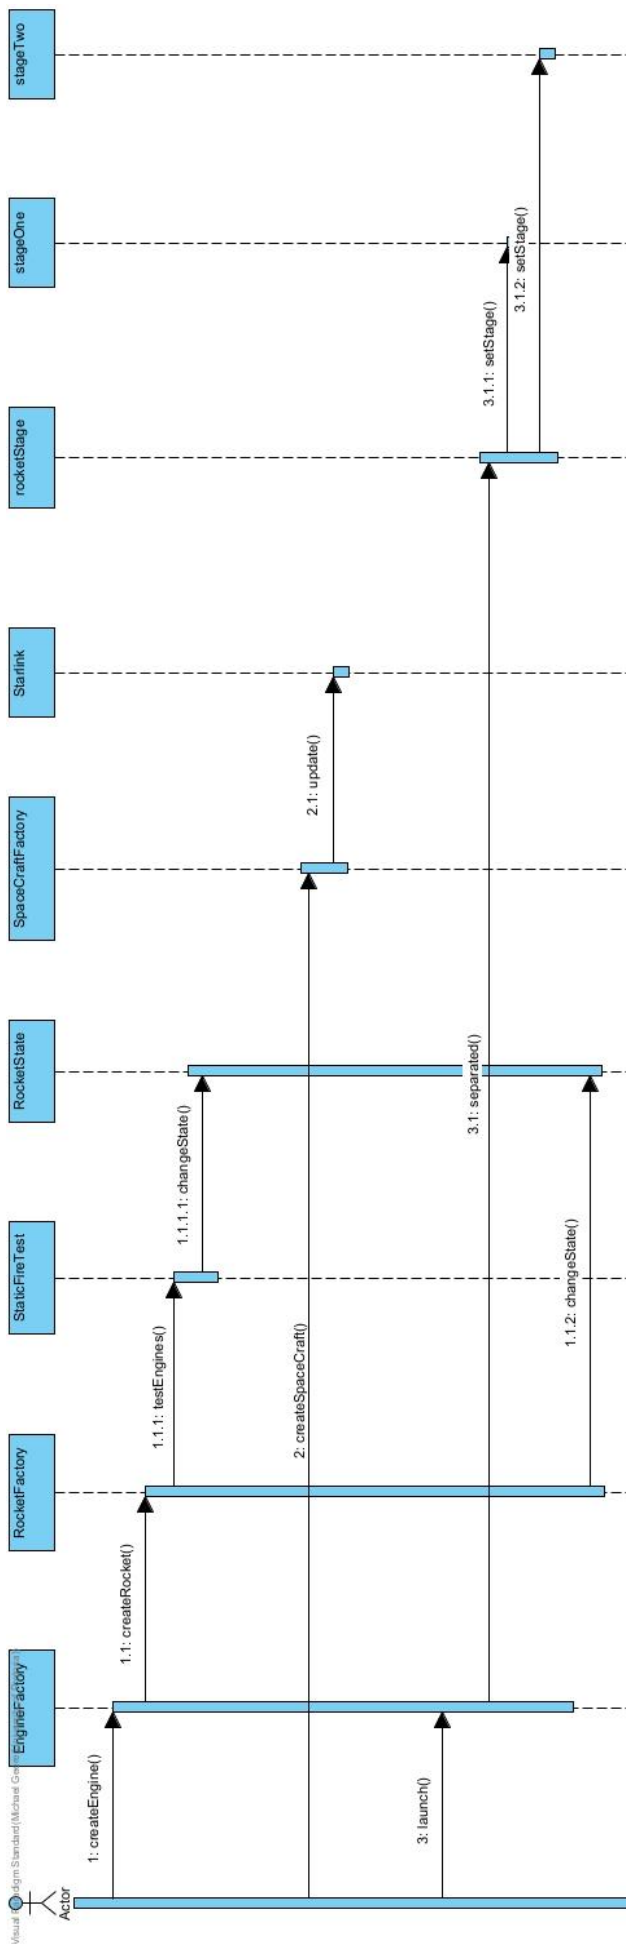 Visual Paradigm Standard(Michael
Actor
EngineFactory
RocketFactory
StaticFireTest
RocketState
SpaceCraftFactory
Starlink
rocketStage
stageOne
stageTwo
1: createEngine()
1.1: createRocket()
1.1.1: testEngines()
1.1.1.1: changeState()
2: createSpaceCraft()
2.1: update()
3: launch()
3.1: separated()
3.1.1: setStage()
3.1.2: setStage()
1.1.2: changeState()